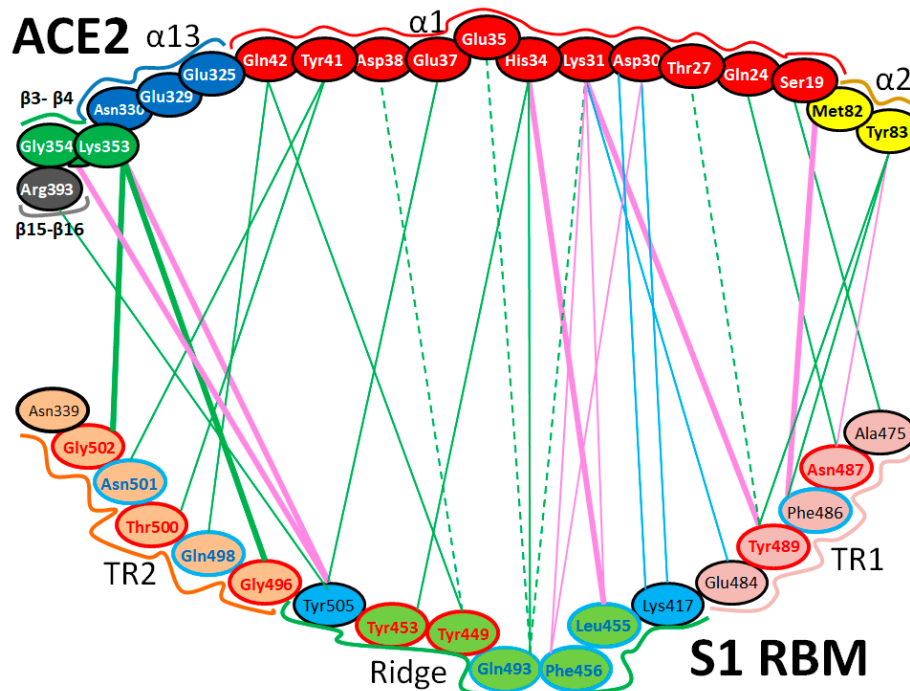 ACE2
α13
α1
α2
β3- β4
Gly354
Lys353
Arg393
β15-β16
Asn330
Glu329
Glu325
Gln42
Tyr41
Asp38
Glu37
Glu35
His34
Lys31
Asp30
Thr27
Gln24
Ser19
Met82
Tyr83
Asn339
Gly502
Asn501
Thr500
Gln498
Gly496
TR2
Tyr505
Tyr453
Tyr449
Ridge
Gln493
Phe456
Leu455
Lys417
Glu484
Tyr489
Phe486
Asn487
Ala475
TR1
S1 RBM